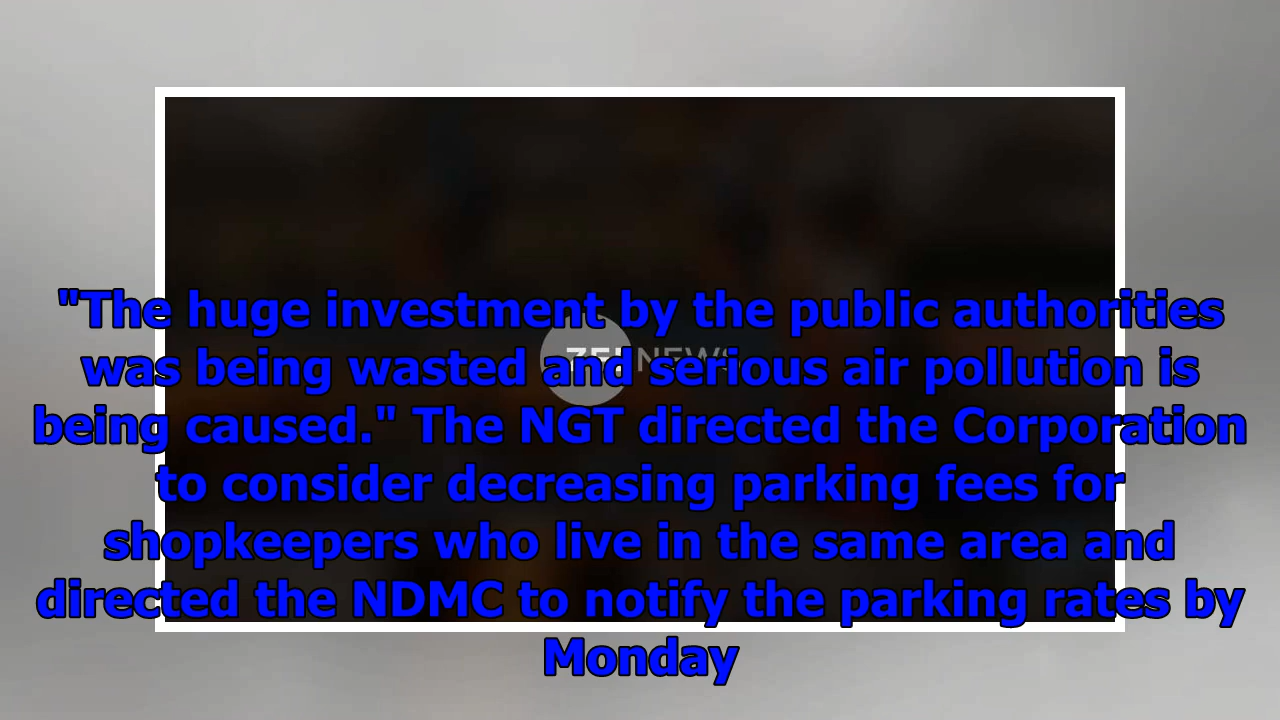 "The huge investment by the public authorities
was being wasted and serious air pollution is
being caused." The NGT directed the Corporation
to consider decreasing parking fees for
shopkeepers who live in the same area and
directed the NDMC to notify the parking rates by
Monday
ZEE NEWS